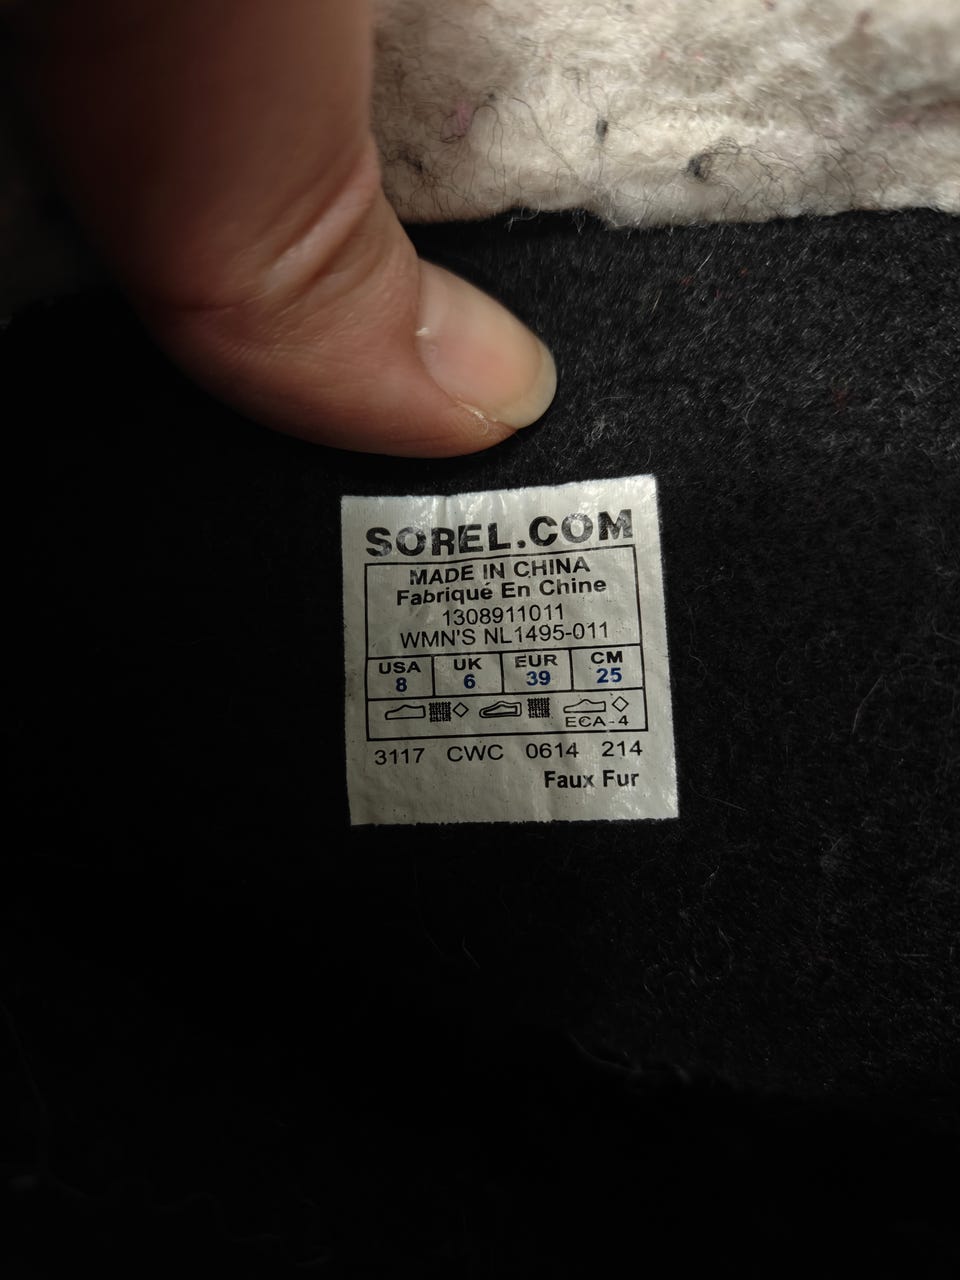 SOREL.COM
MADE IN CHINA
Fabriqué En Chine
1308911011
WMN'S NL1495-011
USA UK EUR CM
8 6 39 25
ECA-4
3117 CWC 0614 214
Faux Fur